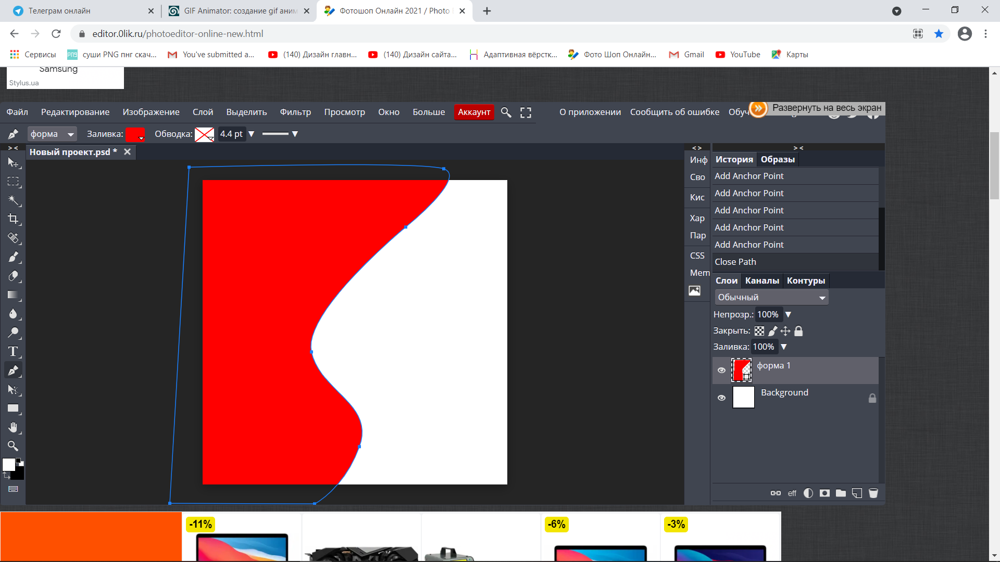 Телеграм онлайн
GIF Animator: создание gif аним
Фотошоп Онлайн 2021 / Photo
editor.0lik.ru/photoeditor-online-new.html
Сервисы
суши PNG пнг скач...
You've submitted a...
(140) Дизайн главн...
(140) Дизайн сайта...
Адаптивная вёрстк...
Фото Шоп Онлайн...
Gmail
YouTube
Карты
Samsung
Stylus.ua
Файл Редактирование Изображение Слой Выделить Фильтр Просмотр Окно Больше Аккаунт
О приложении Сообщить об ошибке Обуч
Развернуть на весь экран
форма Заливка: Обводка: 4.4 pt
Новый проект.psd *
Инф
Сво
Кис
Хар
Пар
CSS
Mem
История Образы
Add Anchor Point
Add Anchor Point
Add Anchor Point
Add Anchor Point
Add Anchor Point
Close Path
Слои Каналы Контуры
Обычный
Непрозр.: 100%
Закрыть:
Заливка: 100%
форма 1
Background
eff
-11%
-6%
-3%